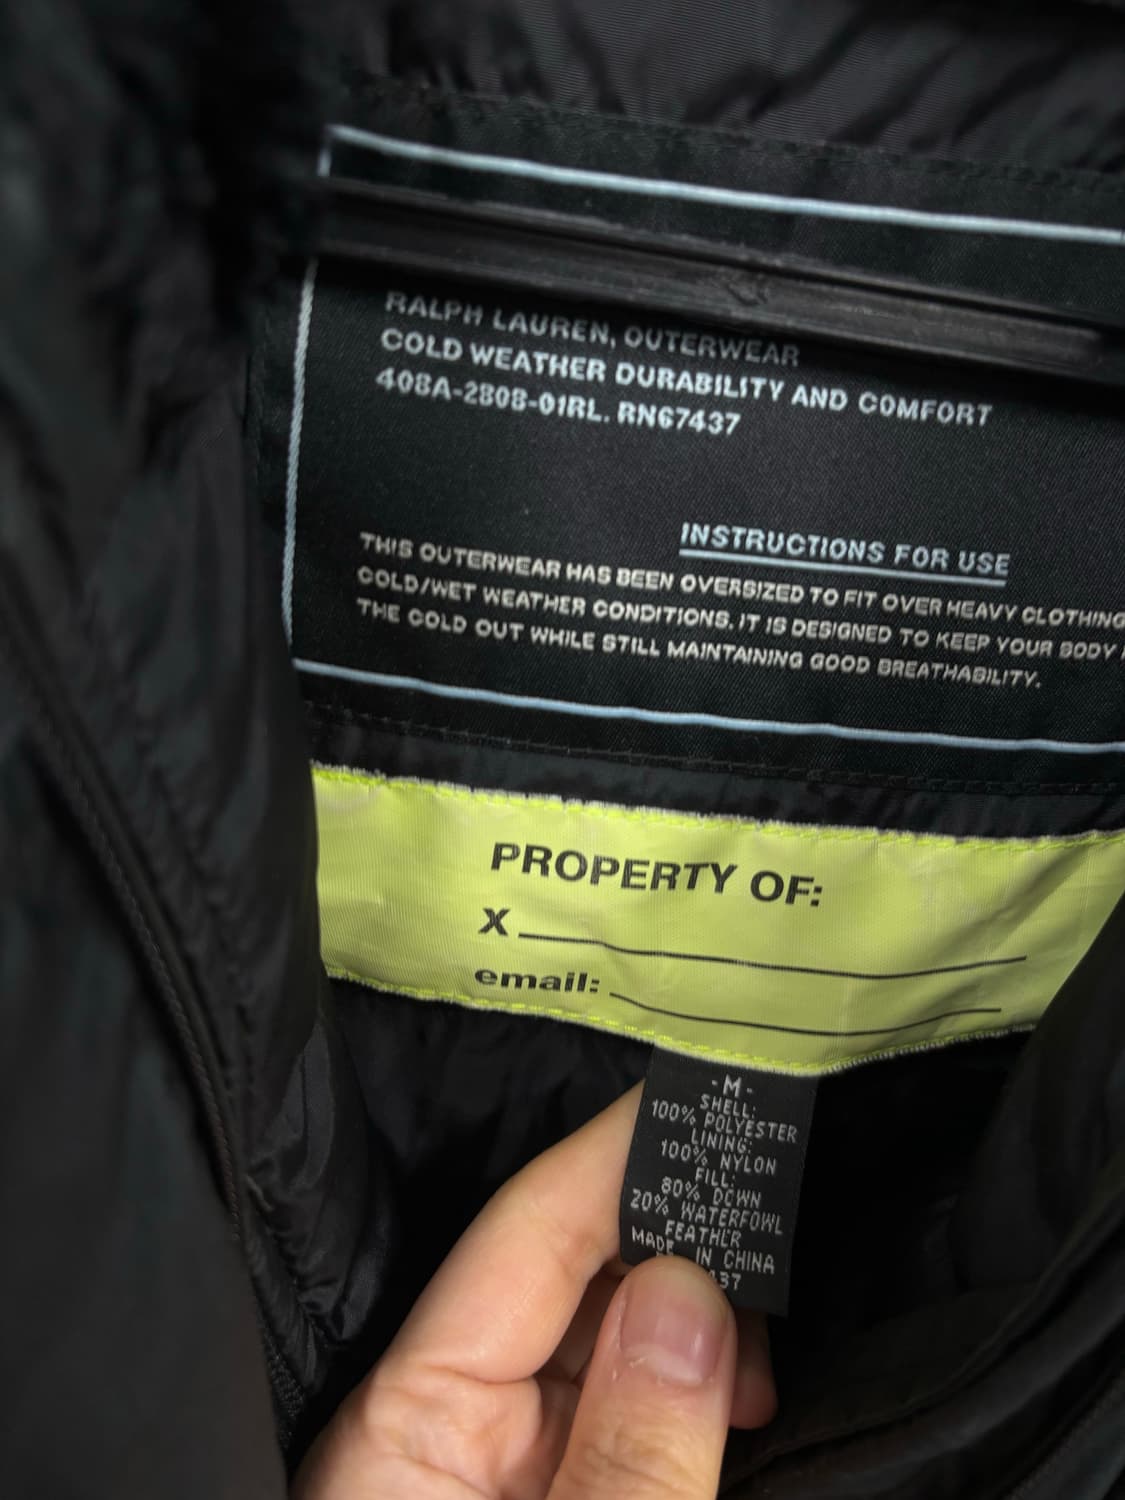 RALPH LAUREN, OUTERWEAR
COLD WEATHER DURABILITY AND COMFORT
408A-2808-01RL. RN67437
INSTRUCTIONS FOR USE
THIS OUTERWEAR HAS BEEN OVERSIZED TO FIT OVER HEAVY CLOTHING
COLD/WET WEATHER CONDITIONS. IT IS DESIGNED TO KEEP YOUR BODY
THE COLD OUT WHILE STILL MAINTAINING GOOD BREATHABILITY.
PROPERTY OF:
X
email:
-M-
SHELL:
100% POLYESTER
LINING:
100% NYLON
FILL:
80% DOWN
20% WATERFOWL
FEATHER
MADE IN CHINA
37